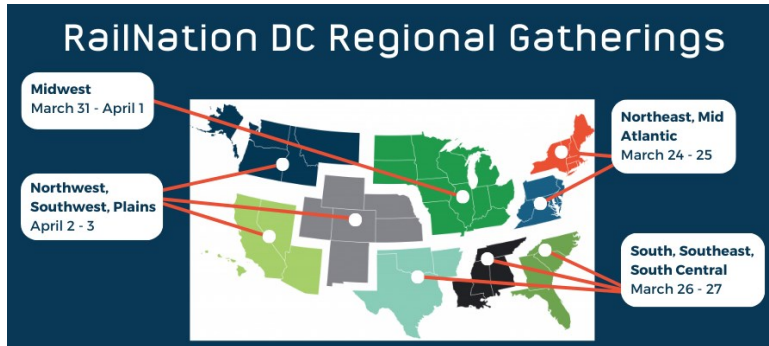 RailNation DC Regional Gatherings
Midwest
March 31 - April 1
Northwest,
Southwest, Plains
April 2 - 3
Northeast, Mid
Atlantic
March 24 - 25
South, Southeast,
South Central
March 26 - 27